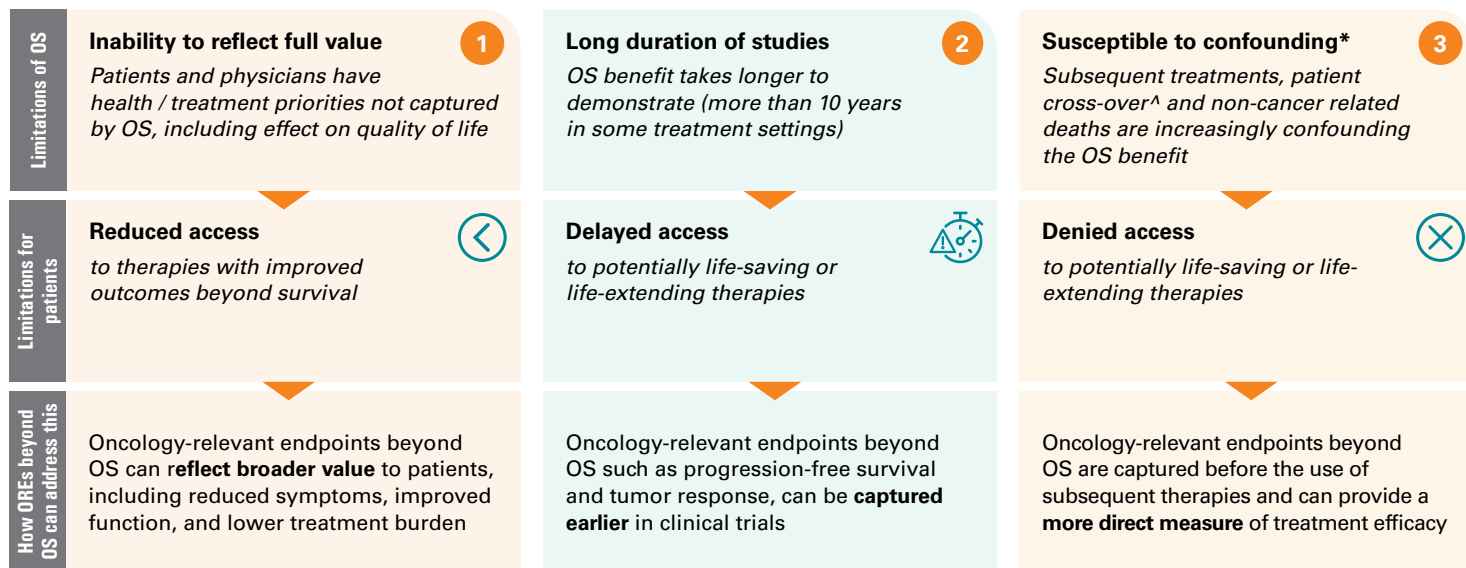 Limitations of OS
Inability to reflect full value
1
Patients and physicians have
health / treatment priorities not captured
by OS, including effect on quality of life
Long duration of studies
2
OS benefit takes longer to
demonstrate (more than 10 years
in some treatment settings)
Susceptible to confounding*
3
Subsequent treatments, patient
cross-over^ and non-cancer related
deaths are increasingly confounding
the OS benefit
Limitations for
patients
Reduced access
to therapies with improved
outcomes beyond survival
Delayed access
to potentially life-saving or
life-extending therapies
Denied access
to potentially life-saving or life-
extending therapies
How OREs beyond
OS can address this
Oncology-relevant endpoints beyond
OS can reflect broader value to patients,
including reduced symptoms, improved
function, and lower treatment burden
Oncology-relevant endpoints beyond
OS such as progression-free survival
and tumor response, can be captured
earlier in clinical trials
Oncology-relevant endpoints beyond
OS are captured before the use of
subsequent therapies and can provide a
more direct measure of treatment efficacy